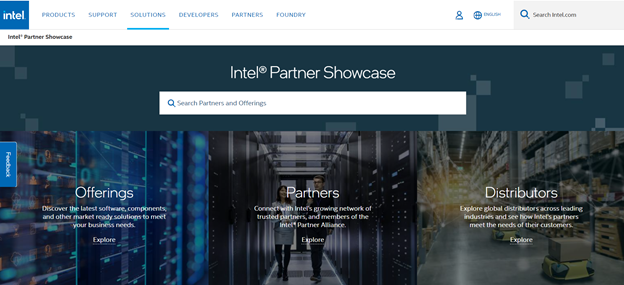 intel.
PRODUCTS SUPPORT SOLUTIONS DEVELOPERS PARTNERS FOUNDRY
ENGLISH
Search Intel.com
Intel® Partner Showcase
Intel® Partner Showcase
Search Partners and Offerings
Feedback
Offerings
Discover the latest software, components,
and other market ready solutions to meet
your business needs.
Explore
Partners
Connect with Intel's growing network of
trusted partners, and members of the
Intel® Partner Alliance.
Explore
Distributors
Explore global distributors across leading
industries and see how Intel's partners
meet the needs of their customers.
Explore